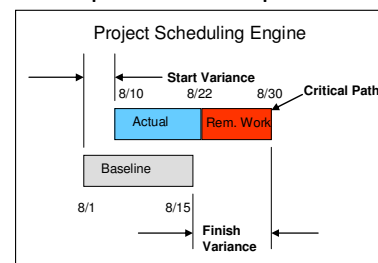 Project Scheduling Engine
Start Variance
8/10 8/22 8/30
Critical Path
Actual Rem. Work
Baseline
8/1 8/15
Finish
Variance